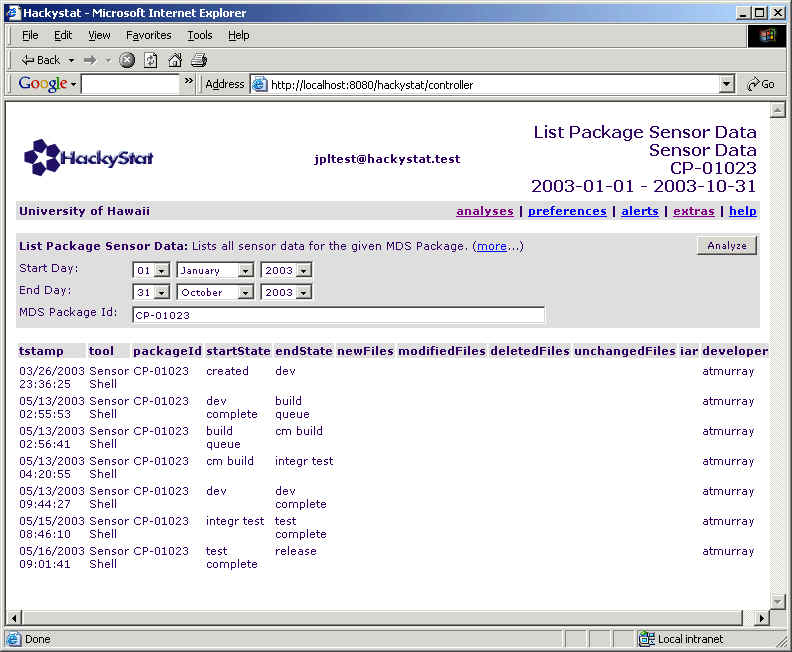 Hackystat - Microsoft Internet Explorer
File Edit View Favorites Tools Help
Back
Google » Address http://localhost:8080/hackystat/controller Go
List Package Sensor Data
Sensor Data
CP-01023
2003-01-01 - 2003-10-31
HackyStat jpltest@hackystat.test
University of Hawaii analyses | preferences | alerts | extras | help
List Package Sensor Data: Lists all sensor data for the given MDS Package. (more...) Analyze
Start Day: 01 January 2003
End Day: 31 October 2003
MDS Package Id: CP-01023
tstamp tool packageId startState endState newFiles modifiedFiles deletedFiles unchangedFiles iar developer
03/26/2003 Sensor CP-01023 created dev atmurray
23:36:25 Shell
05/13/2003 Sensor CP-01023 dev build atmurray
02:55:53 Shell complete queue
05/13/2003 Sensor CP-01023 build cm build atmurray
02:56:41 Shell queue
05/13/2003 Sensor CP-01023 cm build integr test atmurray
04:20:55 Shell
05/13/2003 Sensor CP-01023 dev dev atmurray
09:44:27 Shell complete
05/15/2003 Sensor CP-01023 integr test test atmurray
08:46:10 Shell complete
05/16/2003 Sensor CP-01023 test release atmurray
09:01:41 Shell complete
Done Local intranet